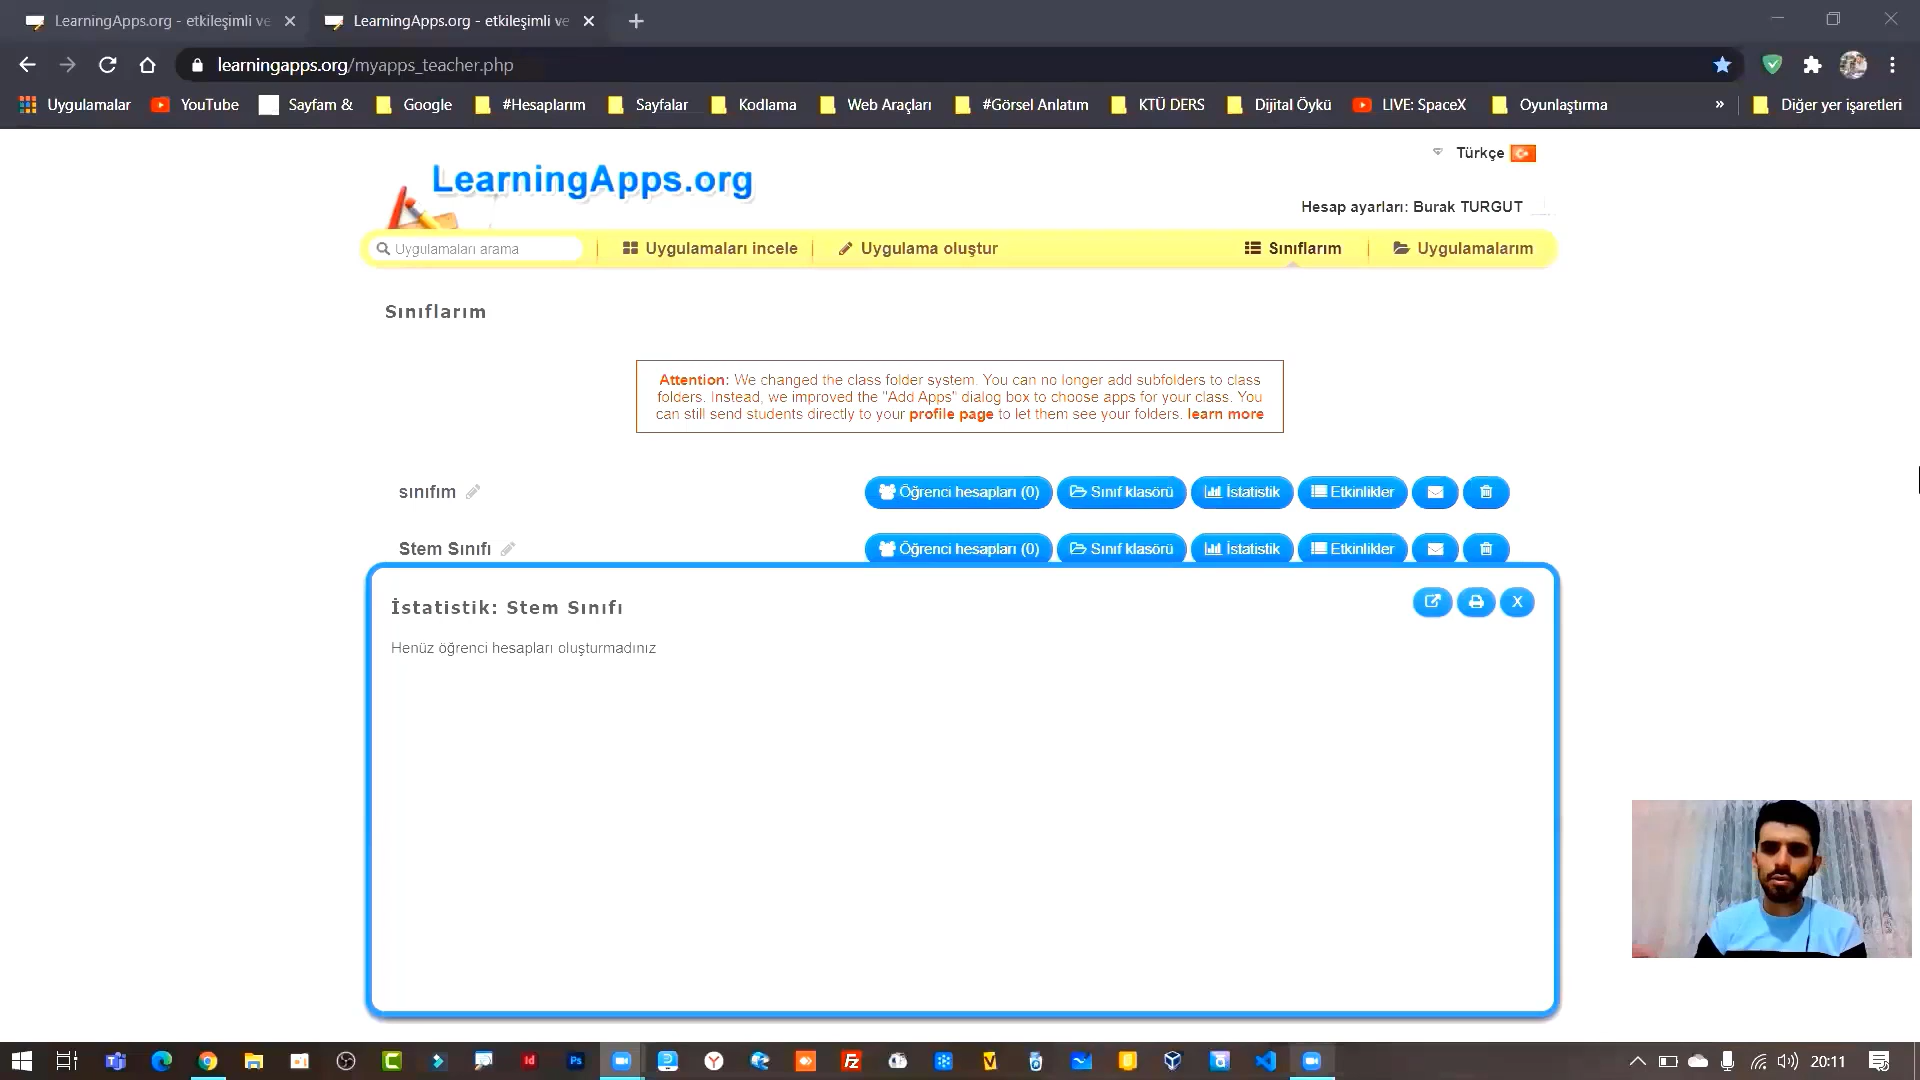 LearningApps.org - etkileşimli ve
LearningApps.org - etkileşimli ve
learningapps.org/myapps_teacher.php
Uygulamalar YouTube Sayfam & Google #Hesaplarım Sayfalar Kodlama Web Araçları #Görsel Anlatım KTÜ DERS Dijital Öykü LIVE: SpaceX Oyunlaştırma » Diğer yer işaretleri
Türkçe
LearningApps.org
Hesap ayarları: Burak TURGUT
Uygulamaları arama Uygulamaları incele Uygulama oluştur Sınıflarım Uygulamalarım
Sınıflarım
Attention: We changed the class folder system. You can no longer add subfolders to class
folders. Instead, we improved the "Add Apps" dialog box to choose apps for your class. You
can still send students directly to your profile page to let them see your folders. learn more
sınıfım Öğrenci hesapları (0) Sınıf klasörü İstatistik Etkinlikler
Stem Sınıfı Öğrenci hesapları (0) Sınıf klasörü İstatistik Etkinlikler
İstatistik: Stem Sınıfı X
Henüz öğrenci hesapları oluşturmadınız
20:11